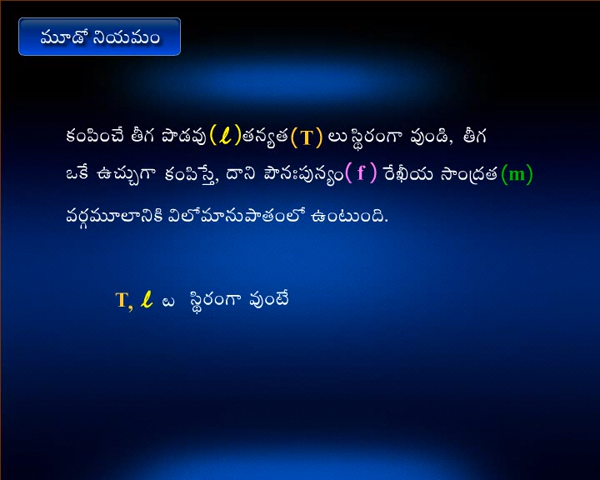 మూడో నియమం
కంపించే తీగ పొడవు(ℓ)తన్యత(T) లు స్థిరంగా వుండి, తీగ
ఒకే ఉచ్చుగా కంపిస్తే, దాని పౌనఃపున్యం(f) రేఖీయ సాంద్రత(m)
వర్గమూలానికి విలోమానుపాతంలో ఉంటుంది.
T, ℓ ట స్థిరంగా వుంటే